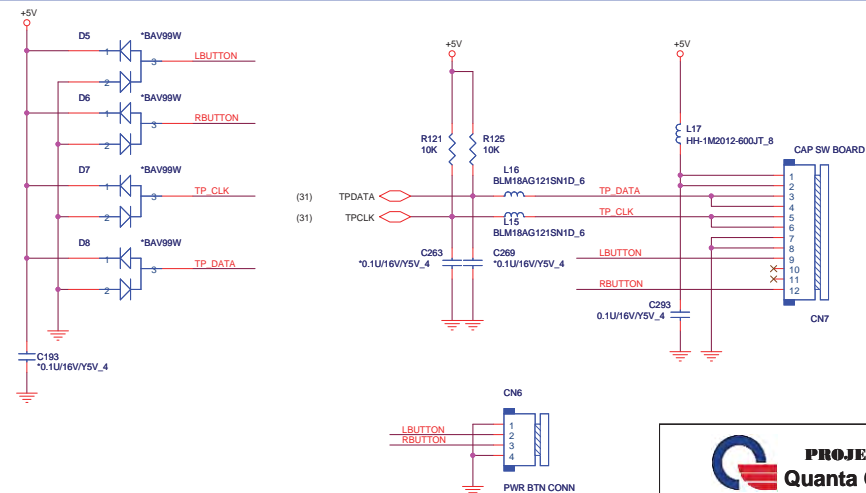 +5V
D5
*BAV99W
1
2
3
LBUTTON
D6
*BAV99W
1
2
3
RBUTTON
D7
*BAV99W
1
2
3
TP_CLK
D8
*BAV99W
1
2
3
TP_DATA
C193
*0.1U/16V/Y5V_4
+5V
R121
10K
R125
10K
L16
BLM18AG121SN1D_6
(31)
TPDATA
TP_DATA
(31)
TPCLK
TP_CLK
L15
BLM18AG121SN1D_6
C263
*0.1U/16V/Y5V_4
C269
*0.1U/16V/Y5V_4
+5V
L17
HH-1M2012-600JT_8
CAP SW BOARD
1
2
3
4
5
6
7
8
9
10
11
12
LBUTTON
RBUTTON
C293
0.1U/16V/Y5V_4
CN7
CN6
LBUTTON
RBUTTON
1
2
3
4
PWR BTN CONN
PROJE
Quanta (